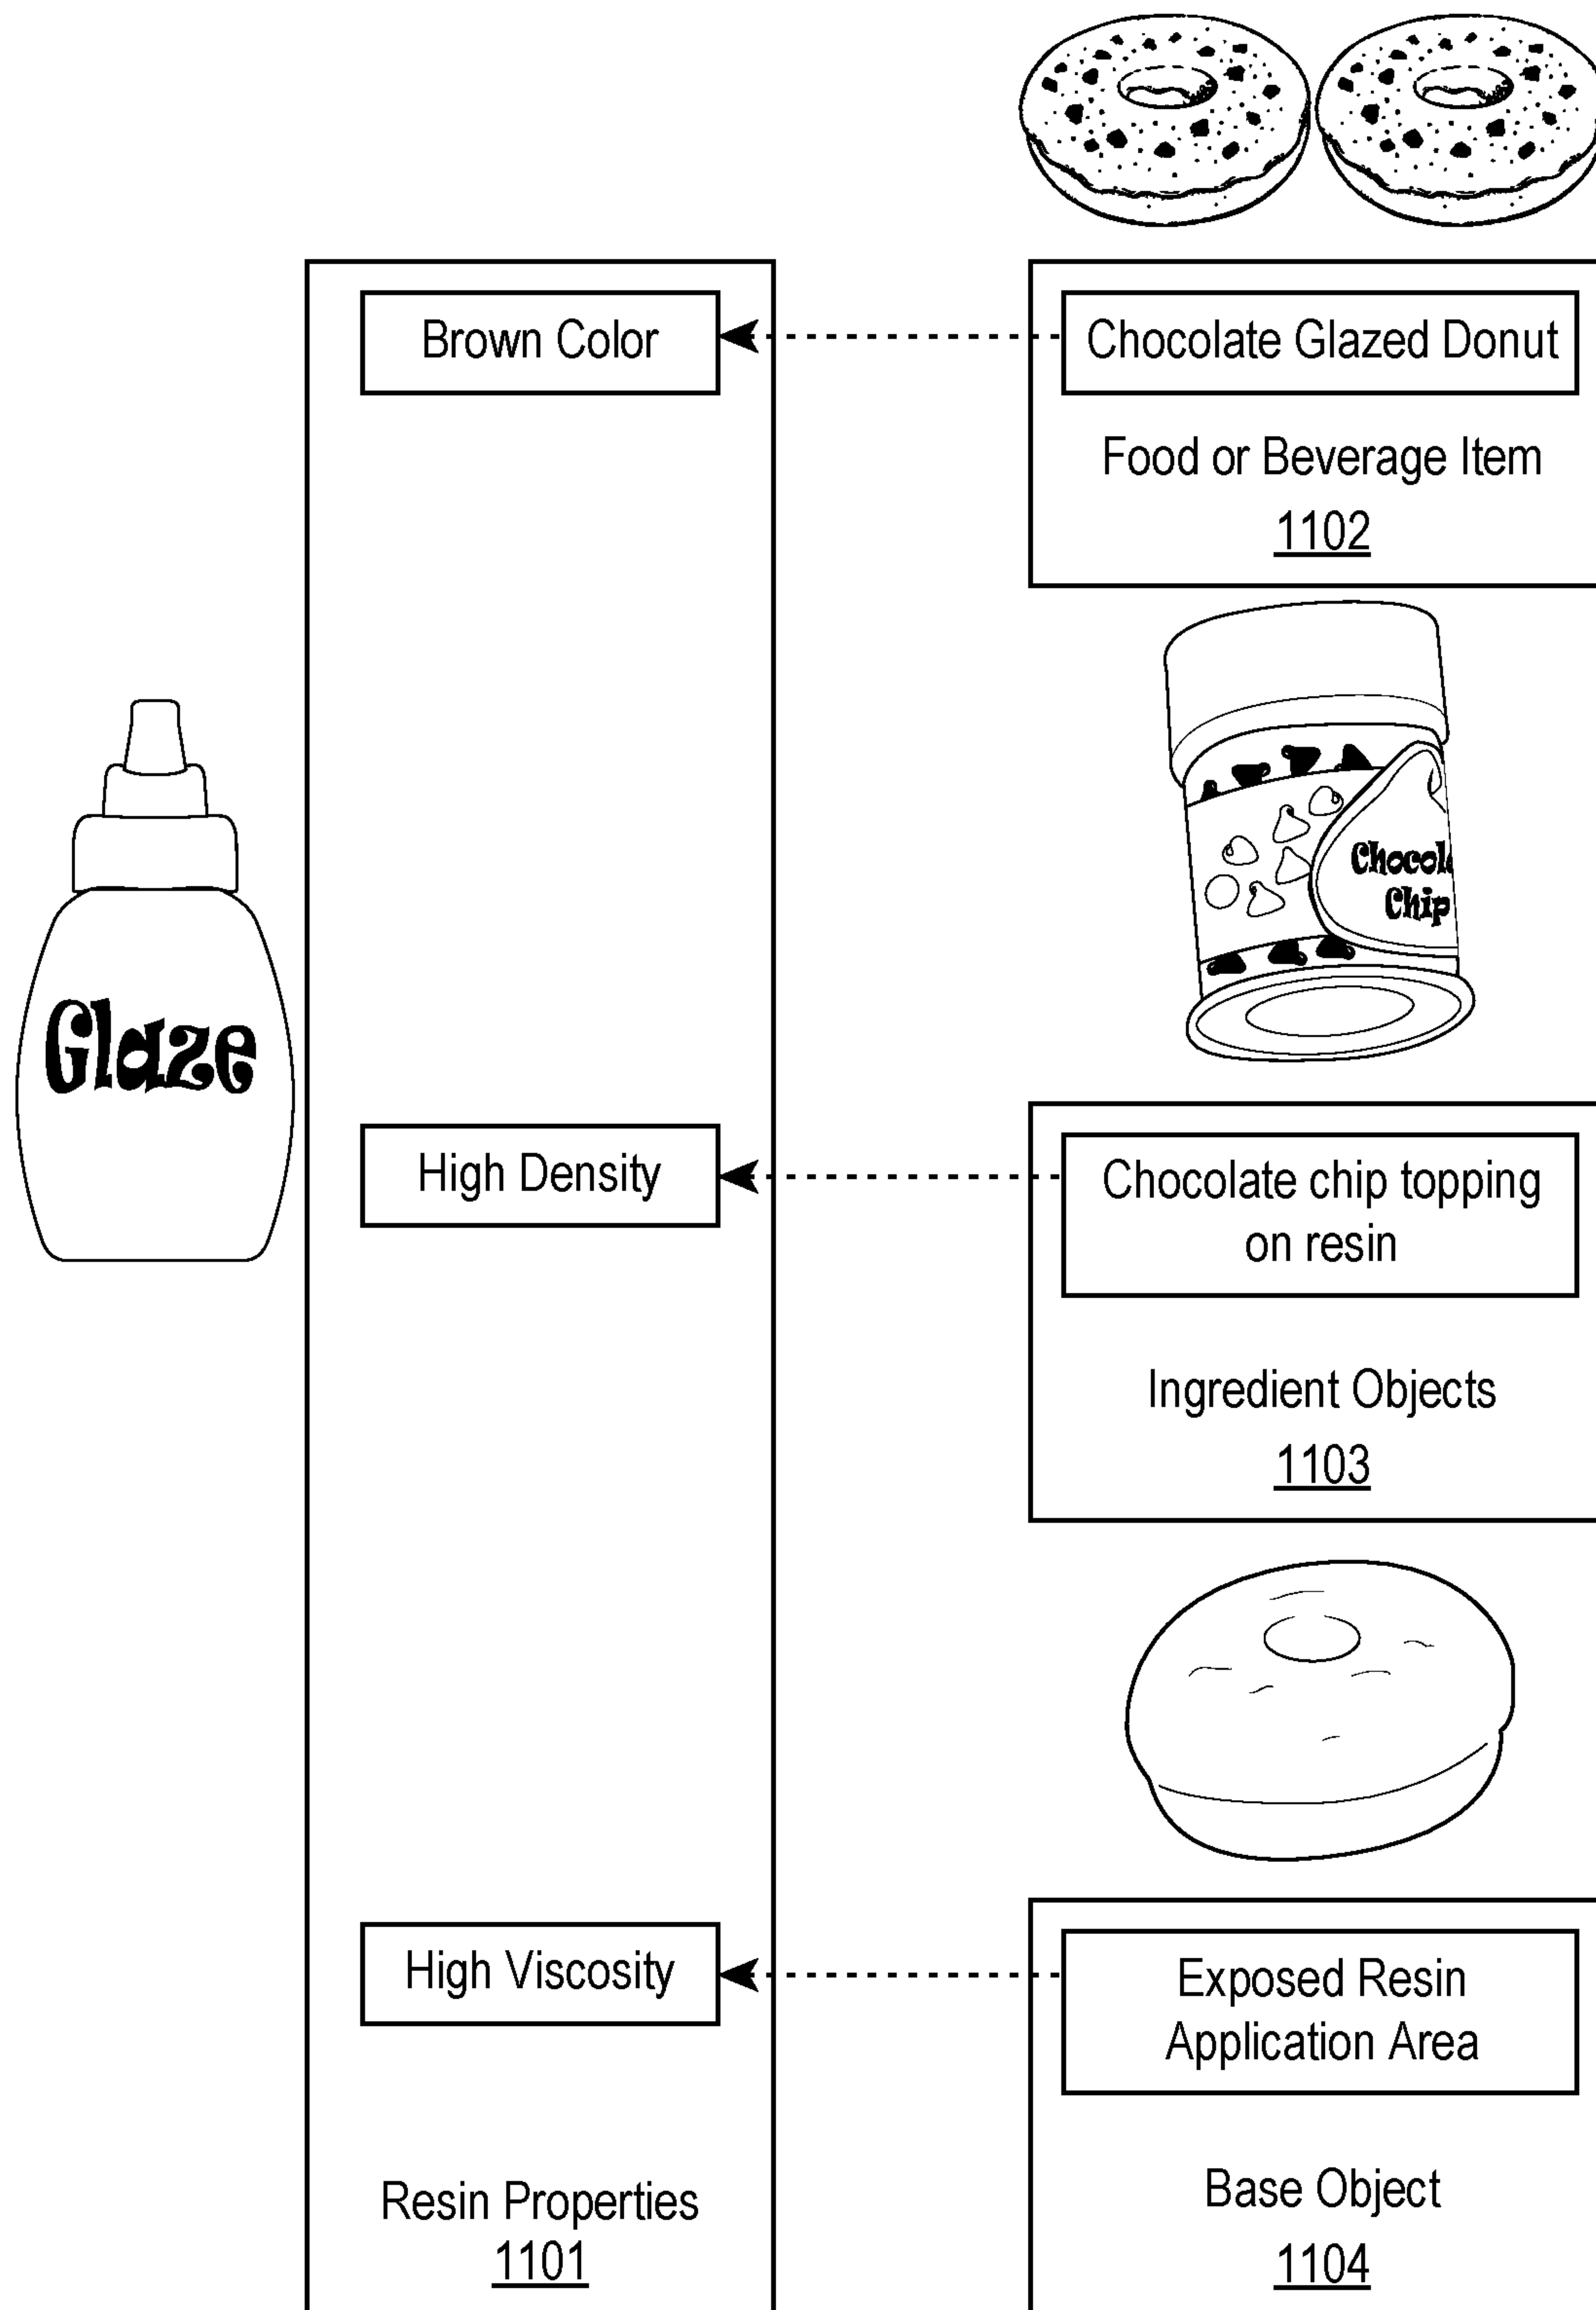 Brown Color
Chocolate Glazed Donut
Food or Beverage Item
1102
Chip
Glaze
High Density
Chocolate chip topping
on resin
Ingredient Objects
1103
High Viscosity
Exposed Resin
Application Area
Resin Properties
1101
Base Object
1104